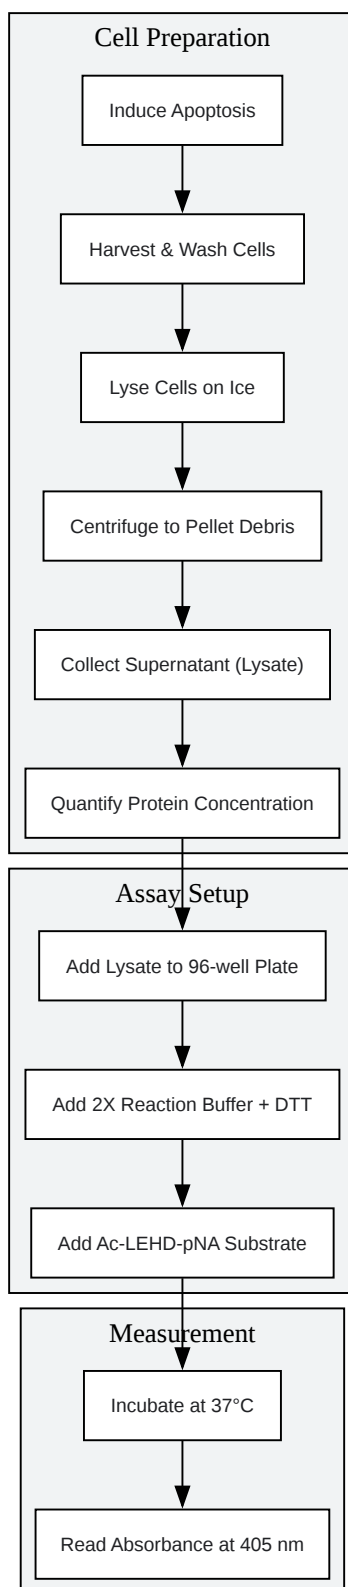 Cell Preparation
Induce Apoptosis
Harvest & Wash Cells
Lyse Cells on Ice
Centrifuge to Pellet Debris
Collect Supernatant (Lysate)
Quantify Protein Concentration
Assay Setup
Add Lysate to 96-well Plate
Add 2X Reaction Buffer + DTT
Add Ac-LEHD-pNA Substrate
Measurement
Incubate at 37°C
Read Absorbance at 405 nm